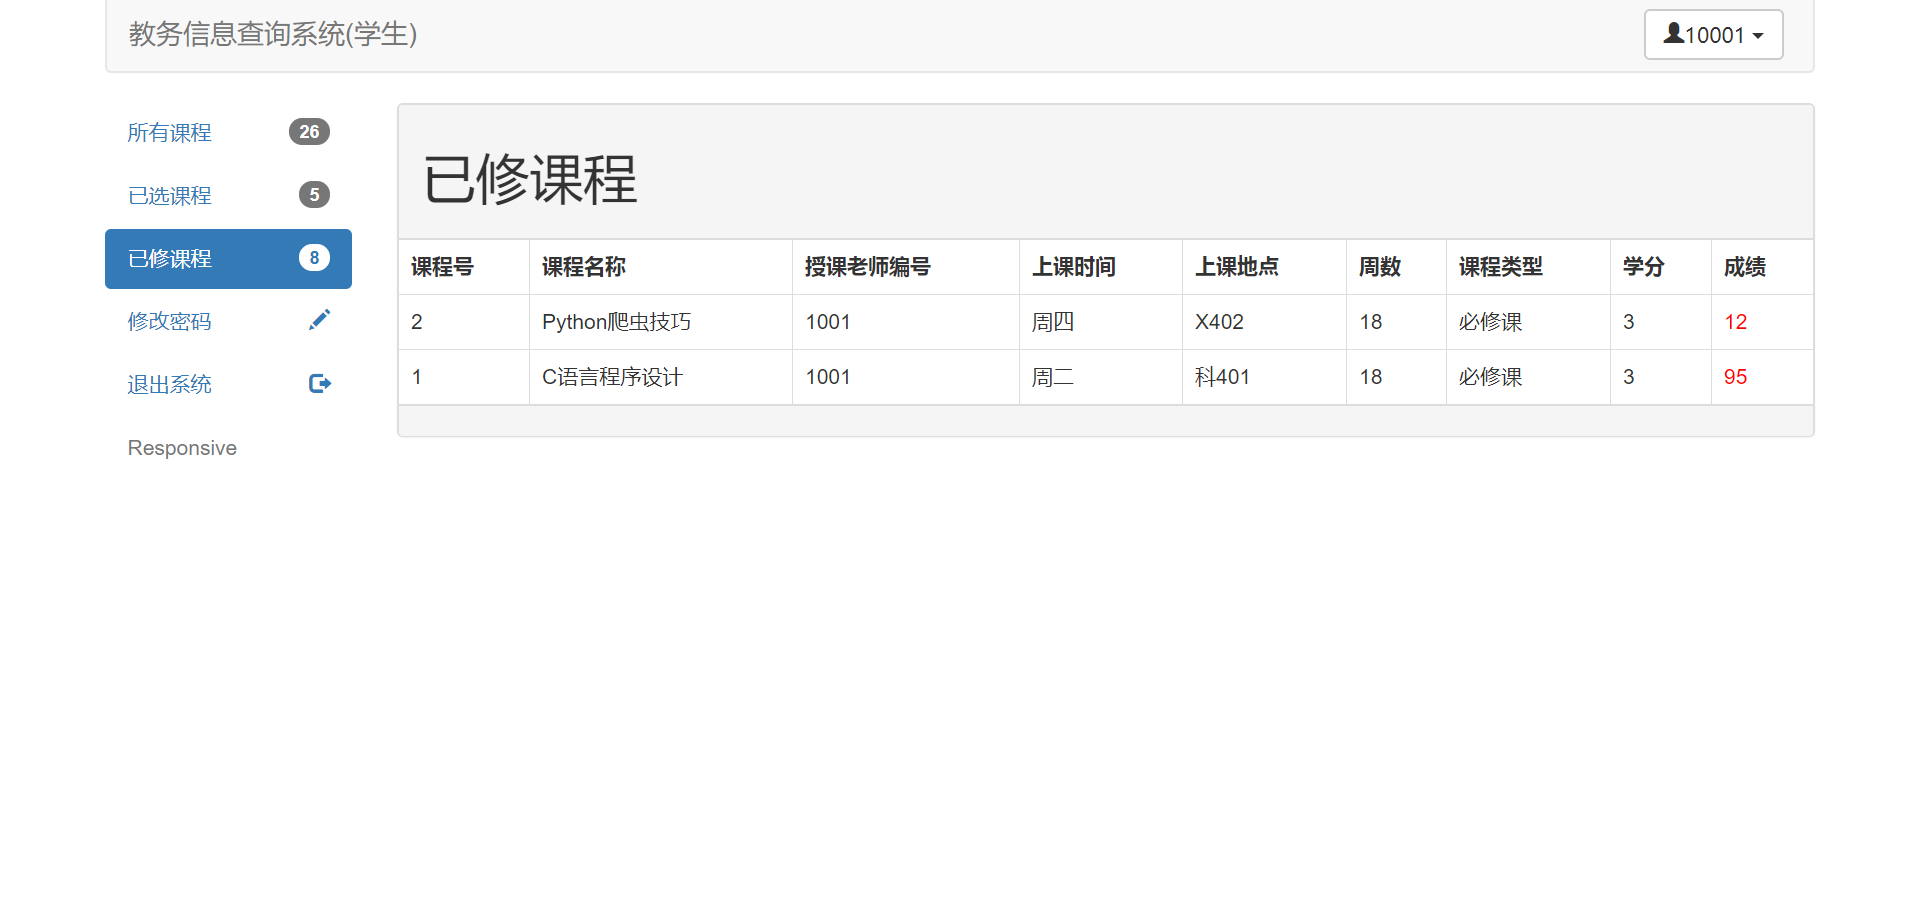 教务信息查询系统(学生)
10001
所有课程 26
已选课程 5
已修课程 8
修改密码
退出系统
Responsive
已修课程
课程号 课程名称 授课老师编号 上课时间 上课地点 周数 课程类型 学分 成绩
2 Python爬虫技巧 1001 周四 X402 18 必修课 3 12
1 C语言程序设计 1001 周二 科401 18 必修课 3 95